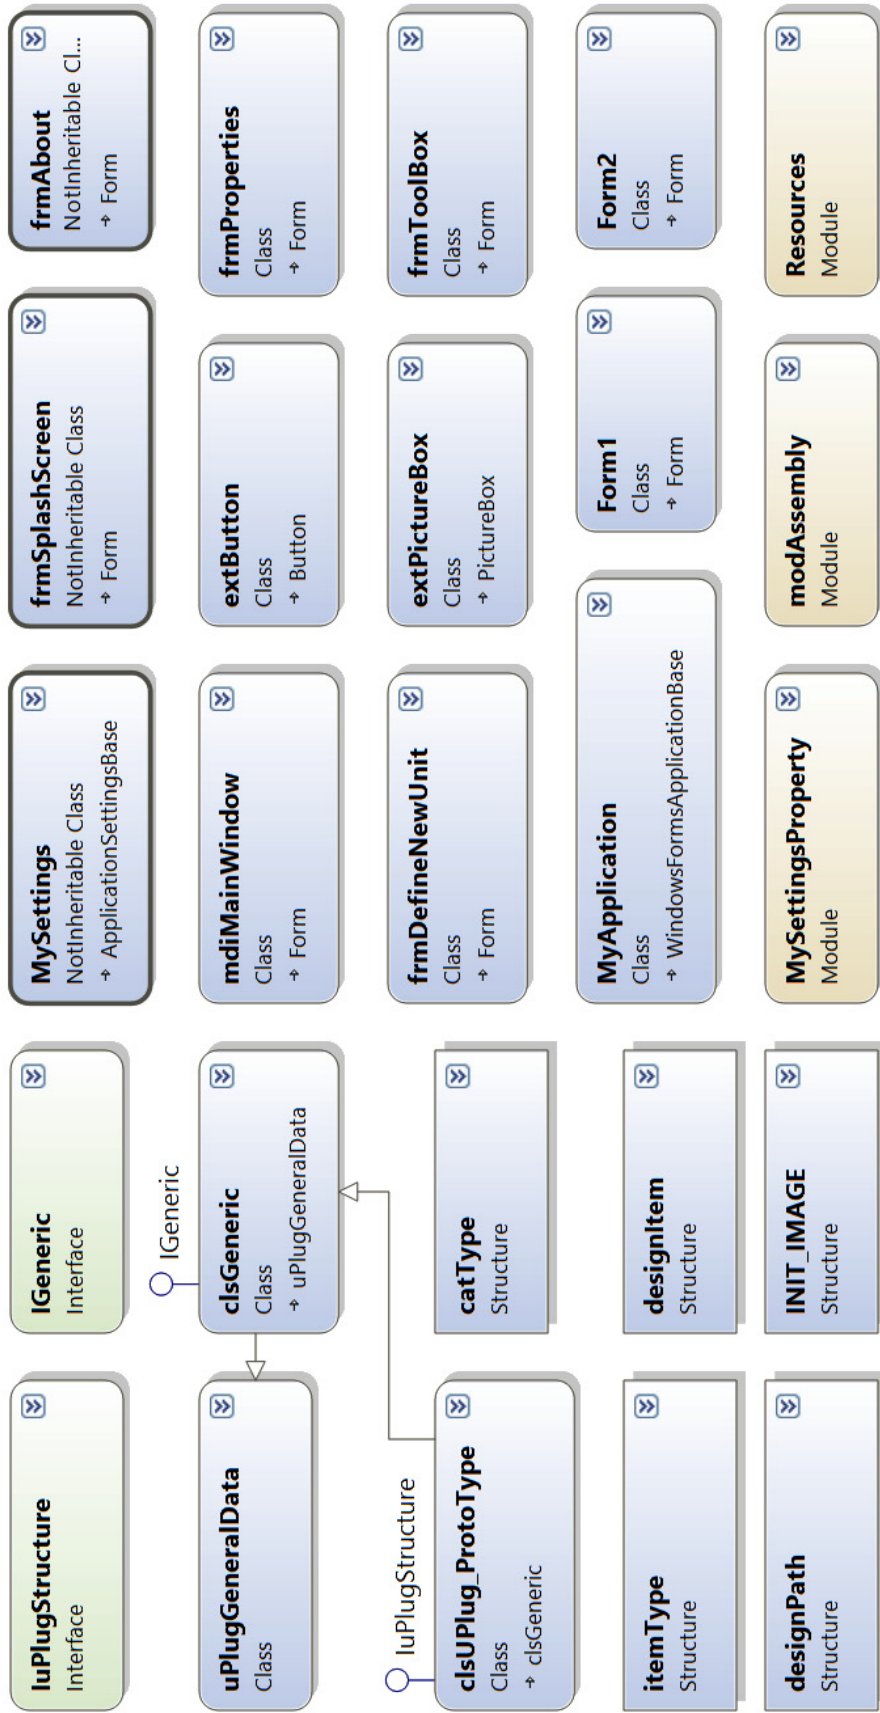 IuPlugStructure
Interface
IGeneric
Interface
MySettings
NotInheritable Class
→ ApplicationSettingsBase
frmSplashScreen
NotInheritable Class
→ Form
frmAbout
NotInheritable Cl...
→ Form
uPlugGeneralData
Class
IGeneric
clsGeneric
Class
→ uPlugGeneralData
mdiMainWindow
Class
→ Form
extButton
Class
→ Button
frmProperties
Class
→ Form
IuPlugStructure
clsUPlug_ProtoType
Class
→ clsGeneric
catType
Structure
frmDefineNewUnit
Class
→ Form
extPictureBox
Class
→ PictureBox
frmToolBox
Class
→ Form
itemType
Structure
designItem
Structure
MyApplication
Class
→ WindowsFormsApplicationBase
Form1
Class
→ Form
Form2
Class
→ Form
designPath
Structure
INIT_IMAGE
Structure
MySettingsProperty
Module
modAssembly
Module
Resources
Module